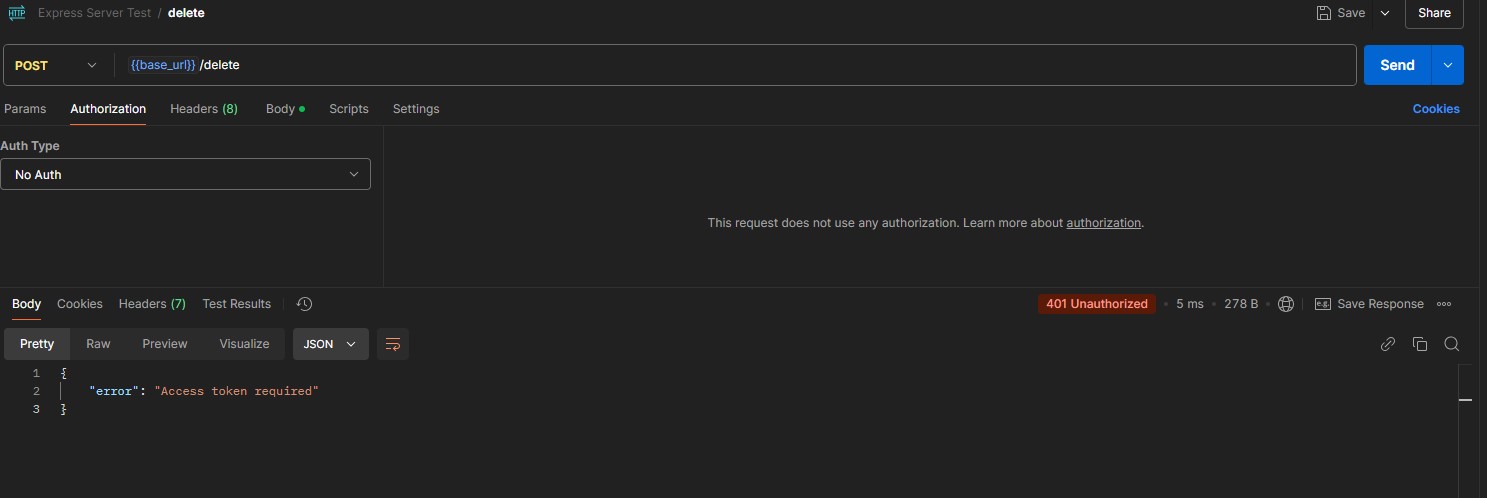 HTTP Express Server Test / delete Save Share
POST {{base_url}} /delete Send
Params Authorization Headers (8) Body Scripts Settings Cookies
Auth Type
No Auth
This request does not use any authorization. Learn more about authorization.
Body Cookies Headers (7) Test Results 401 Unauthorized 5 ms 278 B e.g. Save Response
Pretty Raw Preview Visualize JSON
1 {
2 "error": "Access token required"
3 }